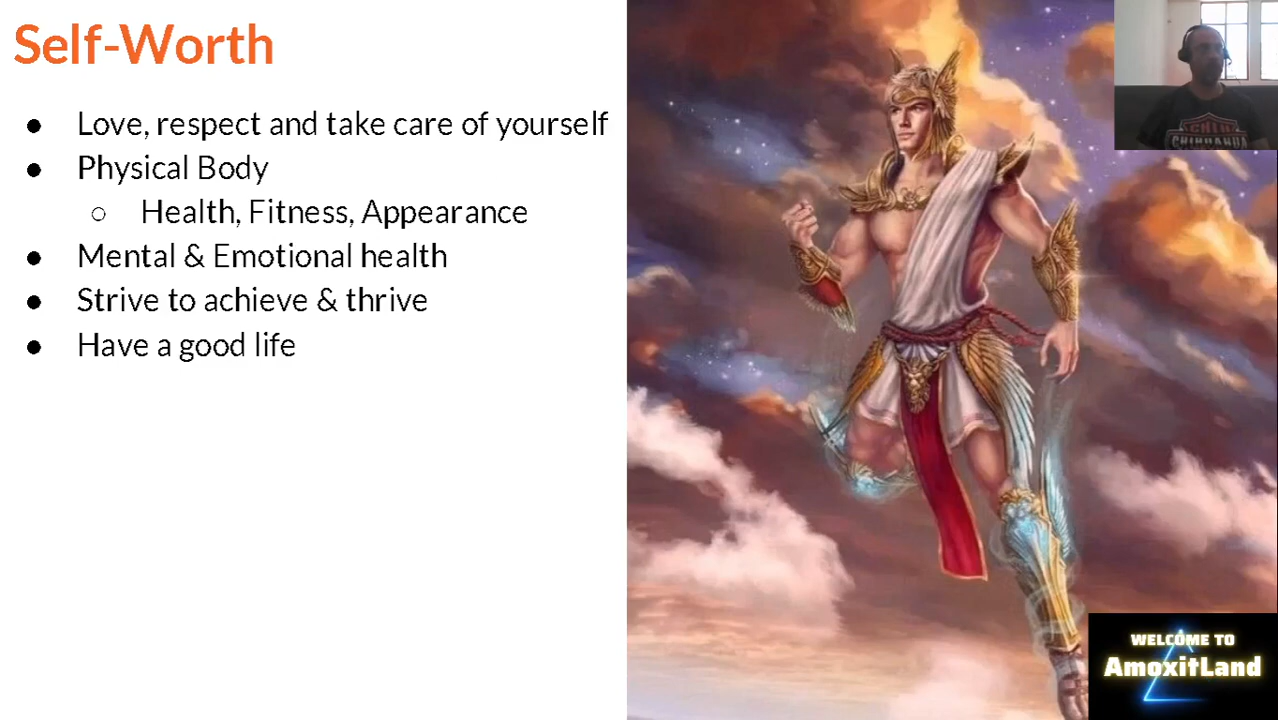 Self-Worth
● Love, respect and take care of yourself
● Physical Body
○ Health, Fitness, Appearance
● Mental & Emotional health
● Strive to achieve & thrive
● Have a good life
CHIHUAHUA
WELCOME TO
AmoxitLand